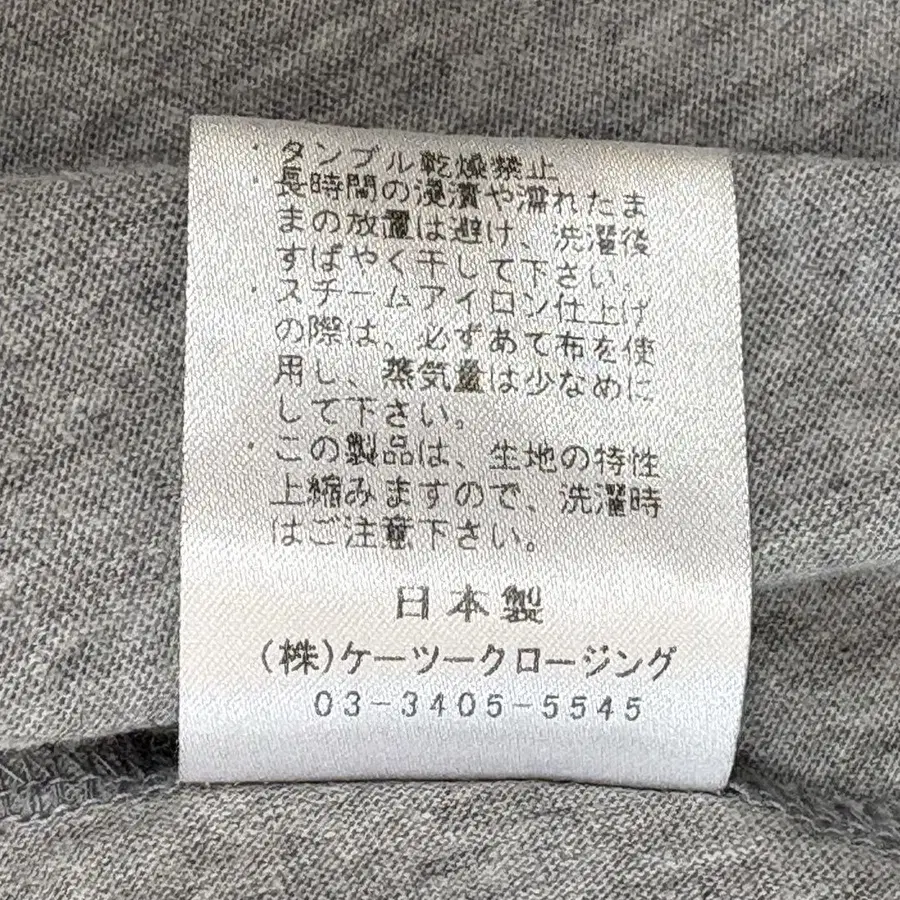 ・タンブル乾燥禁止
・長時間の浸漬や濡れたま
まの放置は避け、洗濯後
すばやく干して下さい。
・スチームアイロン仕上げ
の際は、必ずあて布を使
用し、蒸気量は少なめに
して下さい。
・この製品は、生地の特性
上縮みますので、洗濯時
はご注意下さい。
日本製
(株)ケーツークロージング
03-3405-5545